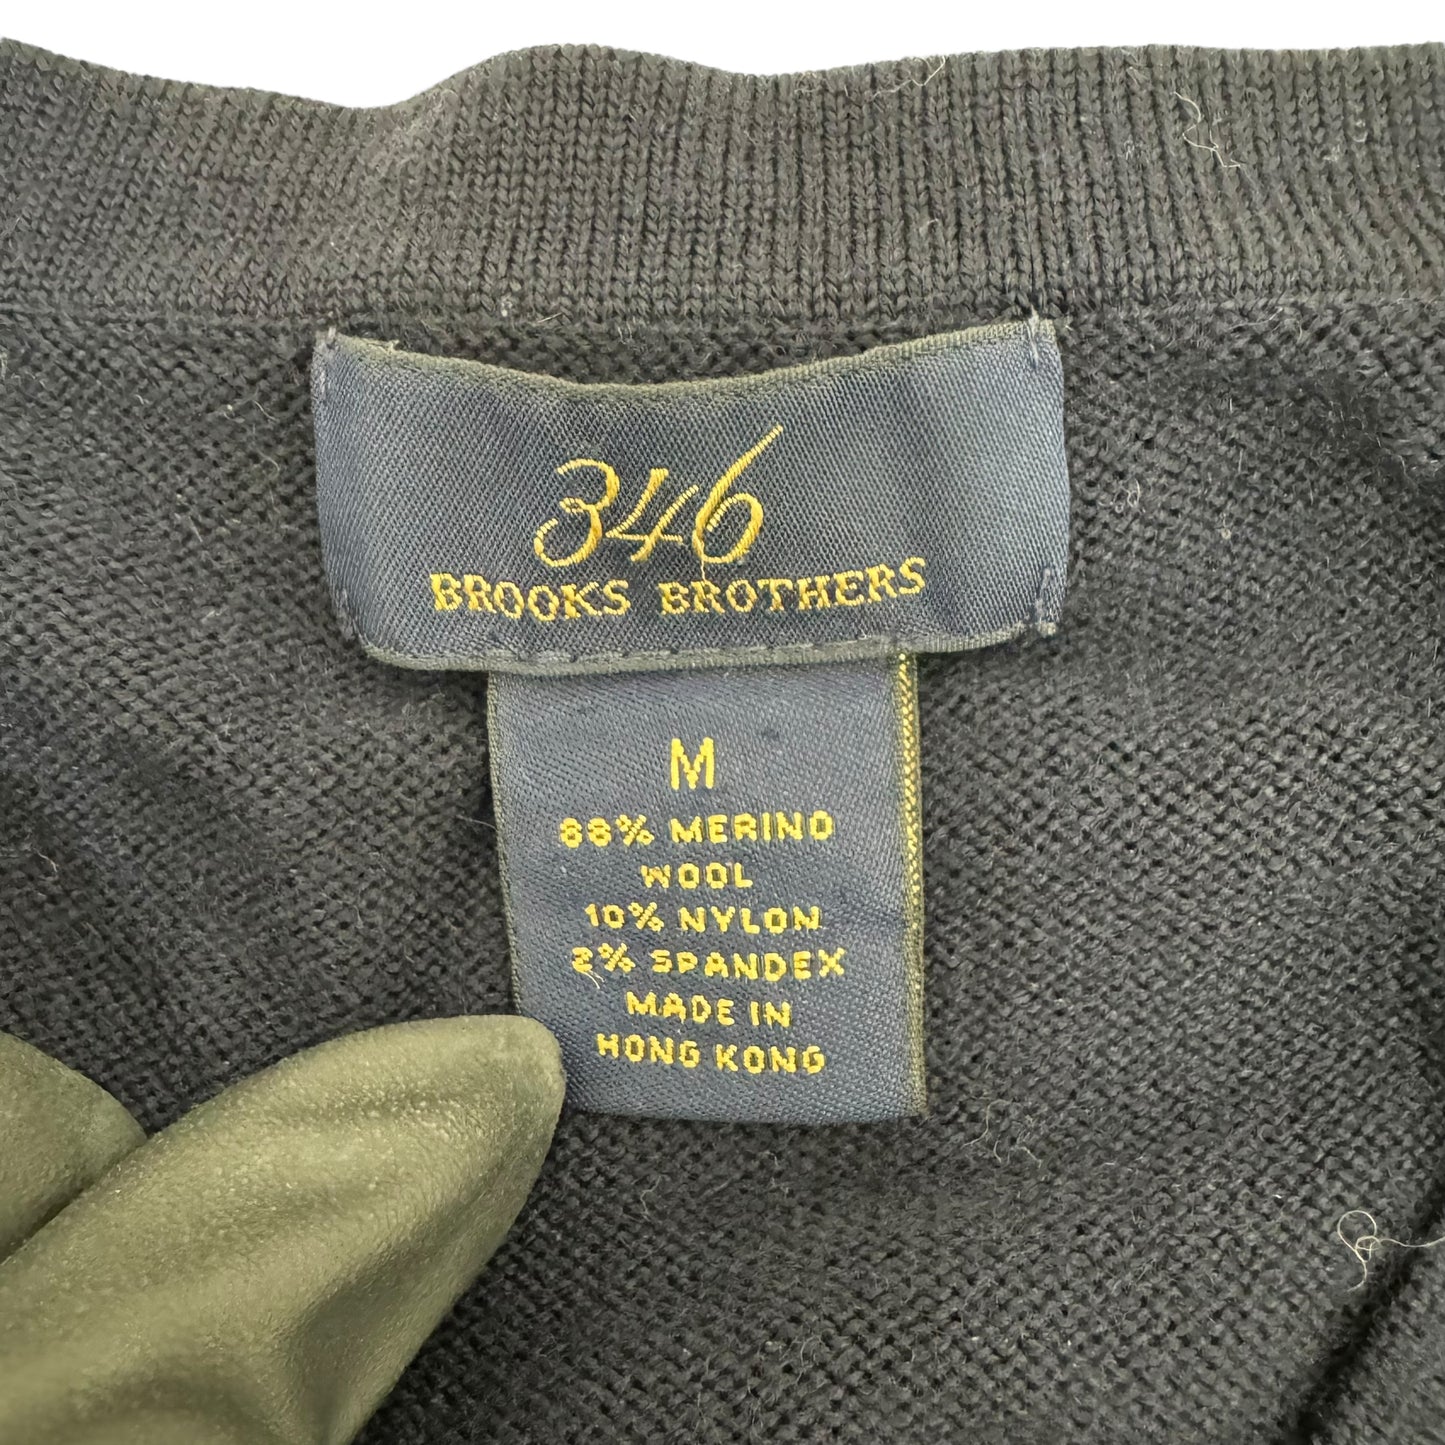 346
BROOKS BROTHERS
M
88% MERINO
WOOL
10% NYLON
2% SPANDEX
MADE IN
HONG KONG